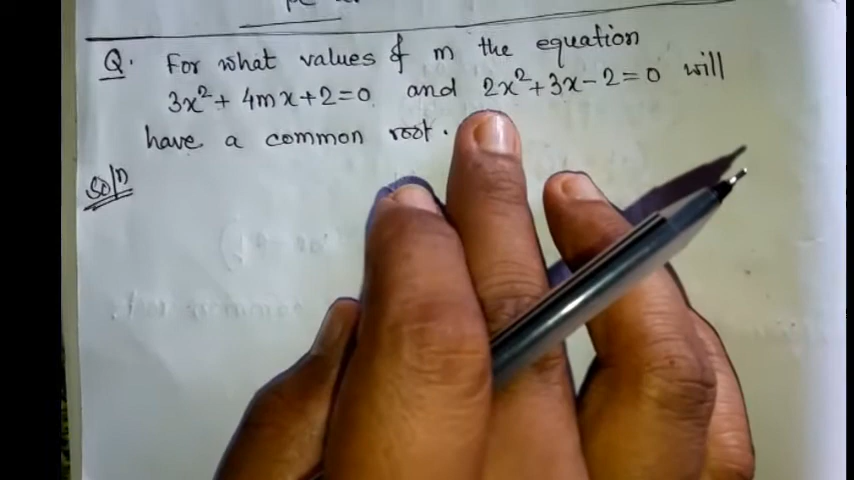 Q. For what values of m the equation
3x²+ 4mx+2=0 and 2x²+3x-2=0 will
have a common root.
Soln